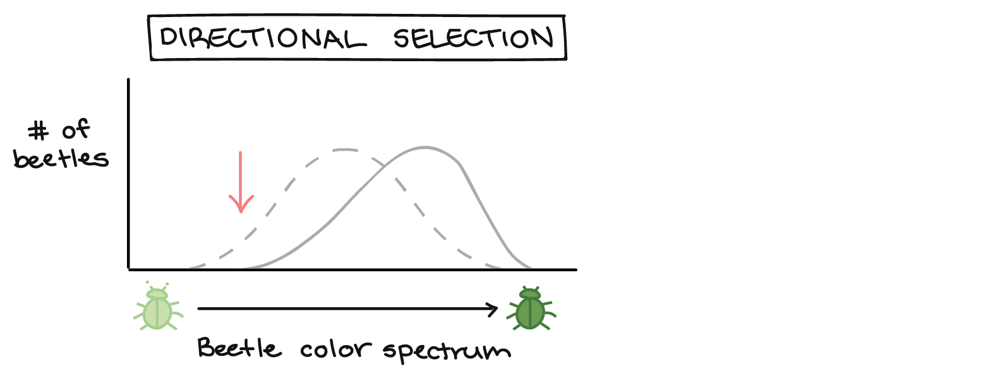 DIRECTIONAL SELECTION
# of
beetles
Beetle color spectrum